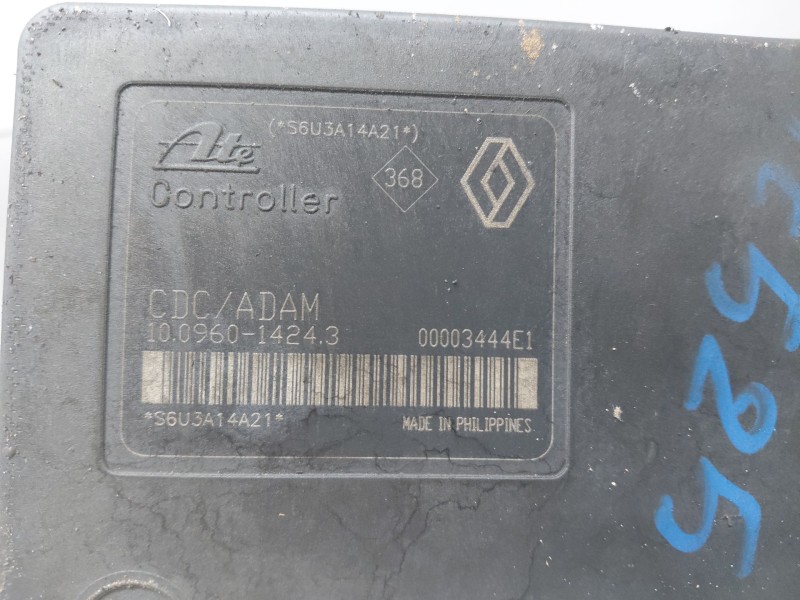 (*S6U3A14A21*)
Ate
368
Controller
CDC/ADAM
10.0960-1424.3 00003444E1
*S6U3A14A21*
MADE IN PHILIPPINES